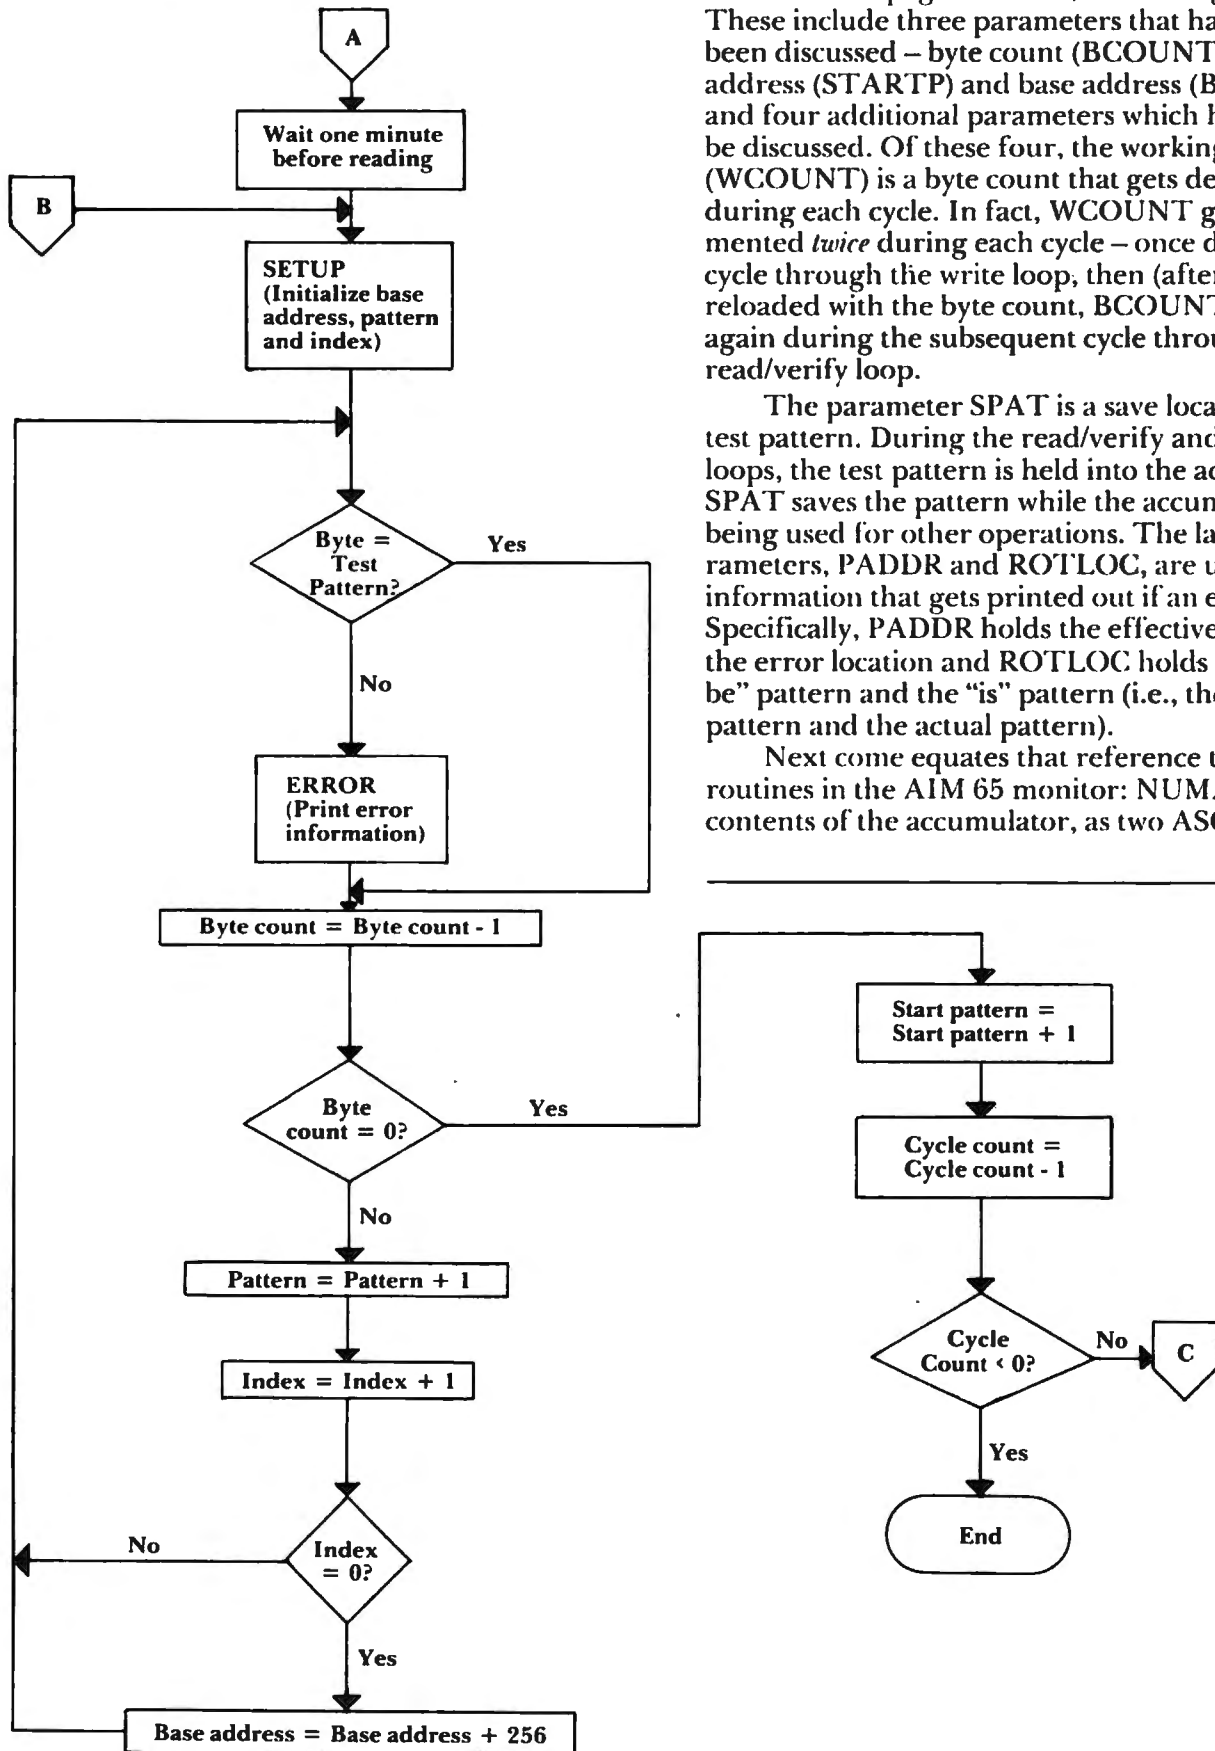 A
Wait one minute
before reading
B
SETUP
(Initialize base
address, pattern
and index)
Byte =
Test
Pattern?
Yes
No
ERROR
(Print error
information)
Byte count = Byte count - 1
Byte
count = 0?
Yes
No
Pattern = Pattern + 1
Index = Index + 1
Index
= 0?
No
Yes
Base address = Base address + 256
These include three parameters that ha
been discussed – byte count (BCOUNT
address (STARTP) and base address (B
and four additional parameters which h
be discussed. Of these four, the working
(WCOUNT) is a byte count that gets de
during each cycle. In fact, WCOUNT g
mented twice during each cycle – once d
cycle through the write loop, then (after
reloaded with the byte count, BCOUNT
again during the subsequent cycle throu
read/verify loop.
The parameter SPAT is a save loca
test pattern. During the read/verify and
loops, the test pattern is held into the ac
SPAT saves the pattern while the accum
being used for other operations. The la
rameters, PADDR and ROTLOC, are u
information that gets printed out if an e
Specifically, PADDR holds the effective
the error location and ROTLOC holds
be” pattern and the “is” pattern (i.e., the
pattern and the actual pattern).
Next come equates that reference t
routines in the AIM 65 monitor: NUM
contents of the accumulator, as two ASC
Start pattern =
Start pattern + 1
Cycle count =
Cycle count - 1
Cycle
Count < 0?
No
C
Yes
End